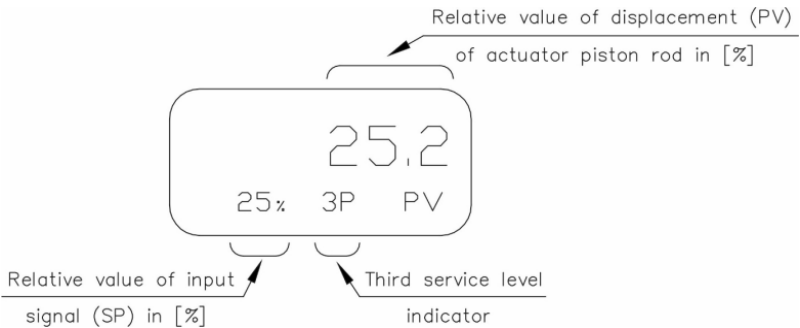 Relative value of displacement (PV)
of actuator piston rod in [%]
25.2
25% 3P PV
Relative value of input
signal (SP) in [%]
Third service level
indicator